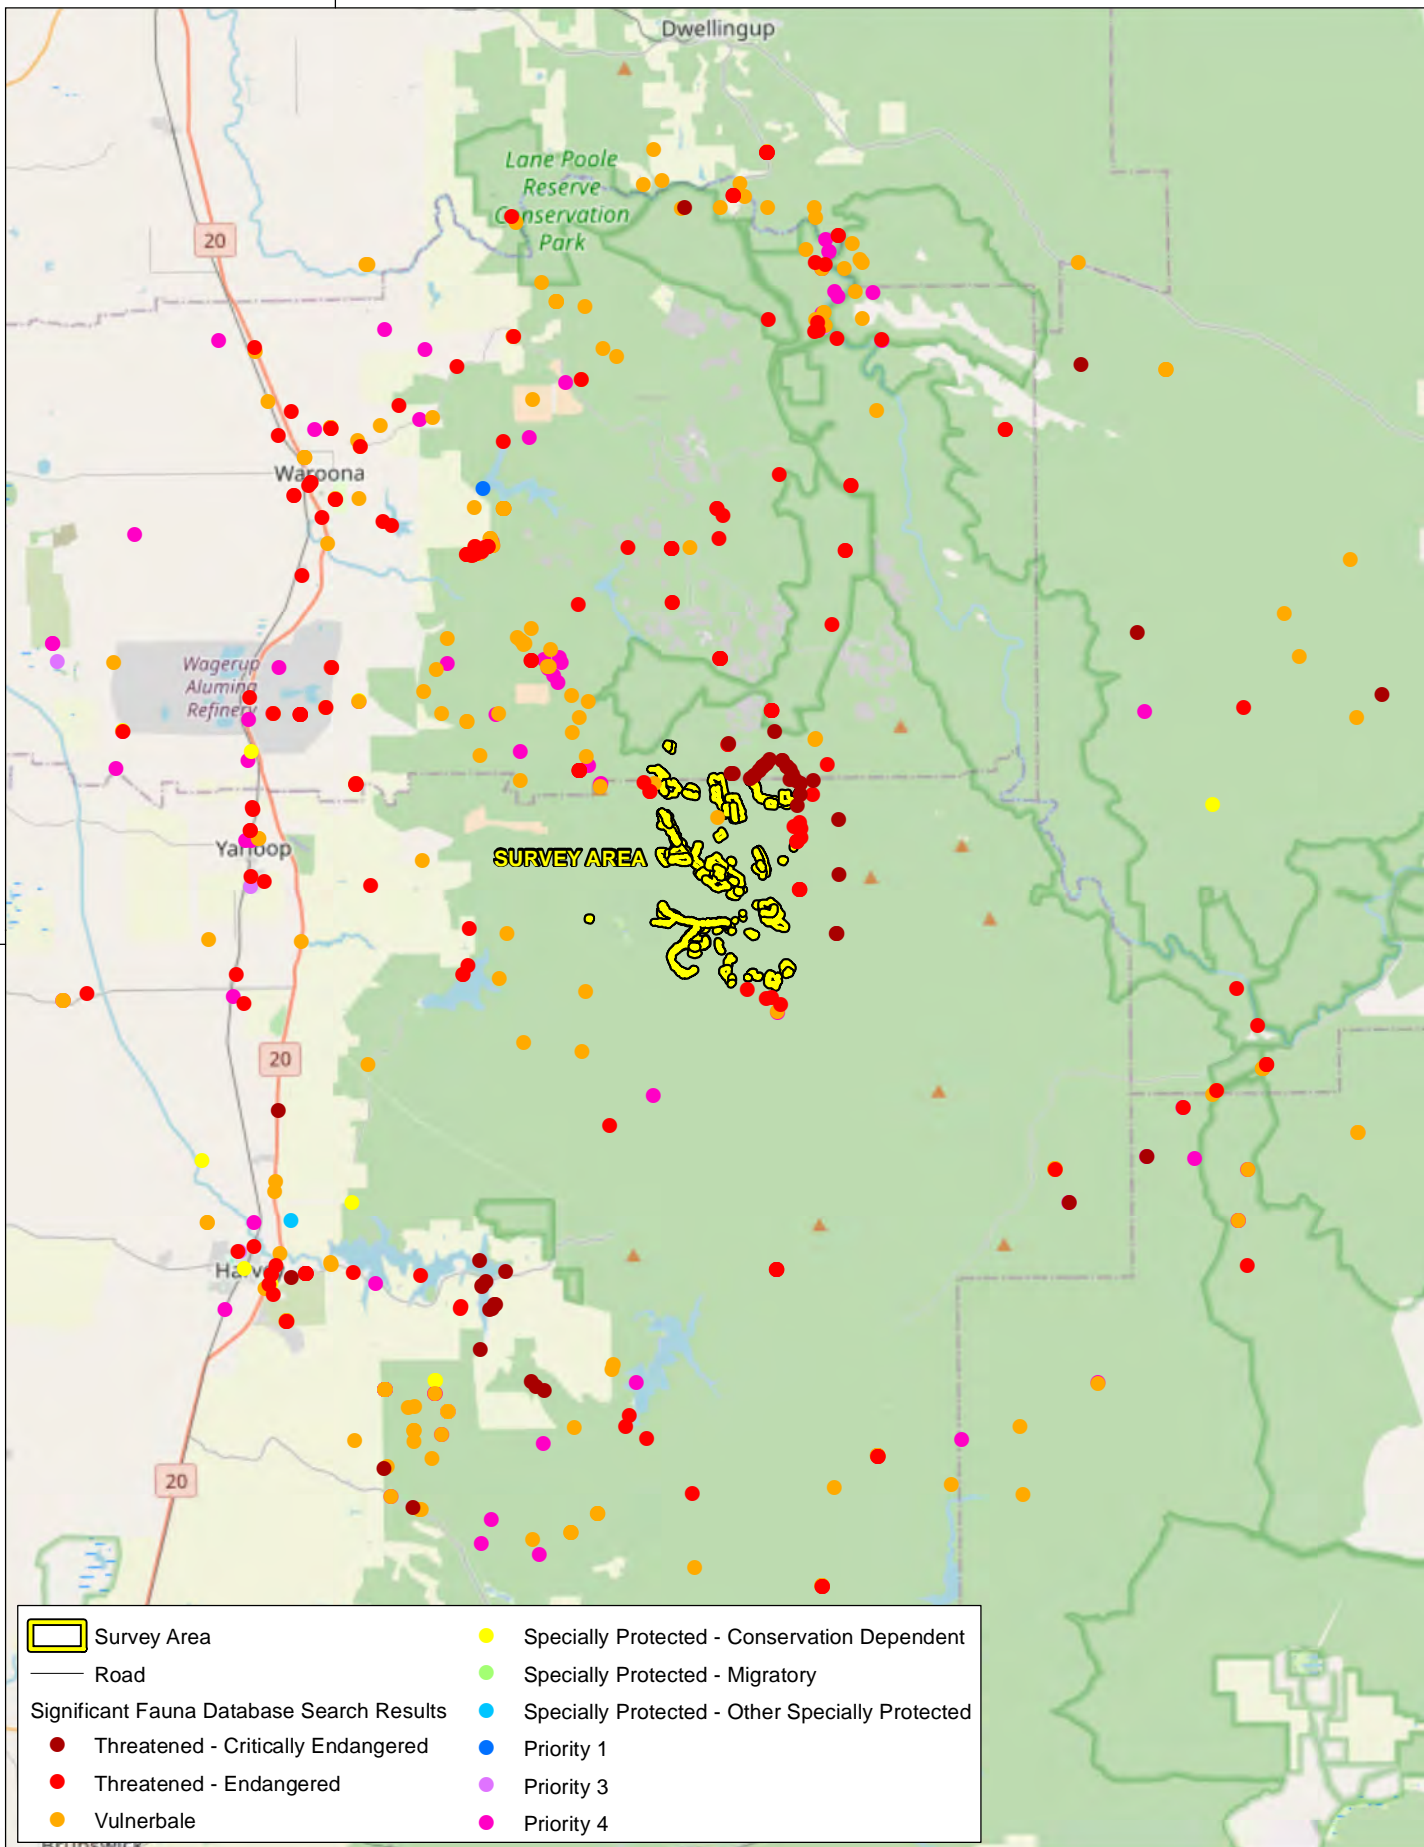 Dwellingup
Lane Poole
Reserve
Conservation
Park
20
Waroona
Wagerup
Alumina
Refinery
Yarloop
SURVEY AREA
20
Harvey
20
Survey Area
Road
Significant Fauna Database Search Results
Threatened - Critically Endangered
Threatened - Endangered
Vulnerbale
Specially Protected - Conservation Dependent
Specially Protected - Migratory
Specially Protected - Other Specially Protected
Priority 1
Priority 3
Priority 4